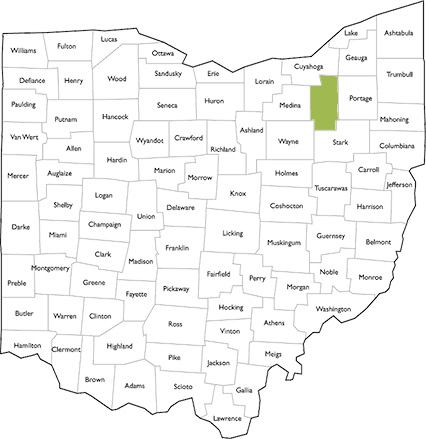 Lake
Ashtabula
Lucas
Williams
Fulton
Ottawa
Cuyahoga
Geauga
Defiance
Henry
Wood
Sandusky
Erie
Lorain
Trumbull
Paulding
Seneca
Huron
Medina
Portage
Putnam
Hancock
Mahoning
Van Wert
Wyandot
Crawford
Ashland
Wayne
Stark
Columbiana
Allen
Richland
Hardin
Mercer
Auglaize
Marion
Morrow
Holmes
Carroll
Jefferson
Tuscarawas
Logan
Knox
Shelby
Union
Delaware
Coshocton
Harrison
Darke
Miami
Champaign
Licking
Guernsey
Belmont
Clark
Franklin
Muskingum
Madison
Montgomery
Fairfield
Perry
Noble
Monroe
Preble
Greene
Fayette
Pickaway
Morgan
Butler
Warren
Clinton
Hocking
Washington
Ross
Athens
Vinton
Hamilton
Clermont
Highland
Pike
Jackson
Meigs
Brown
Adams
Scioto
Gallia
Lawrence